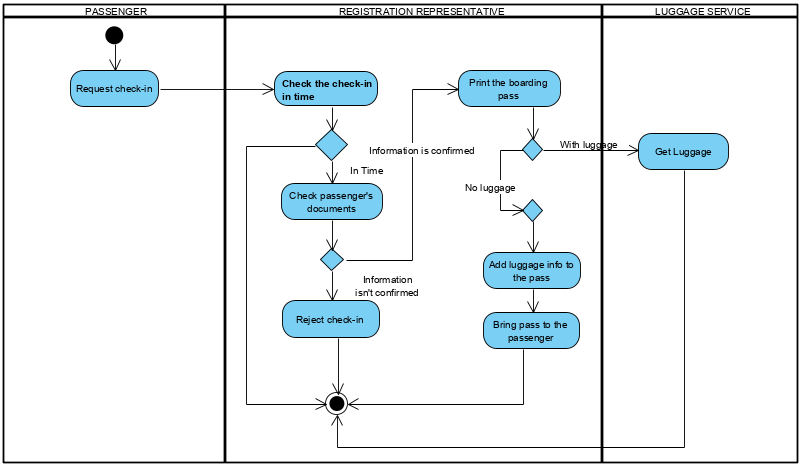 PASSENGER
REGISTRATION REPRESENTATIVE
LUGGAGE SERVICE
Request check-in
Check the check-in
in time
Print the boarding
pass
Information is confirmed
With luggage
Get Luggage
In Time
Check passenger's
documents
No luggage
Information
isn't confirmed
Add luggage info to
the pass
Reject check-in
Bring pass to the
passenger